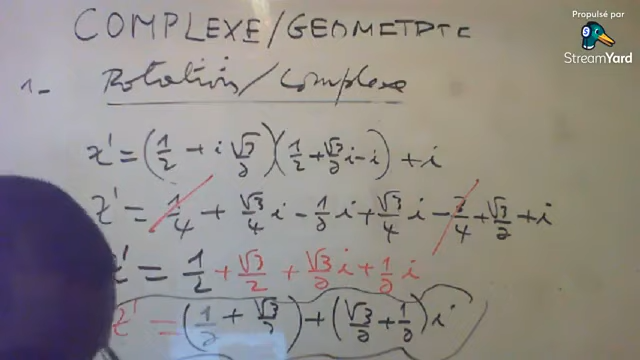 COMPLEXE/GEOMETRIE
Propulsé par
StreamYard
1- Rotation/Complexe
z' = (1/2 + i √3/2)(1/2 + √3/2 i - i) + i
z' = 1/4 + √3/4 i - 1/2 i + √3/4 i - 3/4 + √3/2 + i
z' = 1/2 + √3/2 + √3/2 i + 1/2 i
z' = (1/2 + √3/2) + (√3/2 + 1/2) i